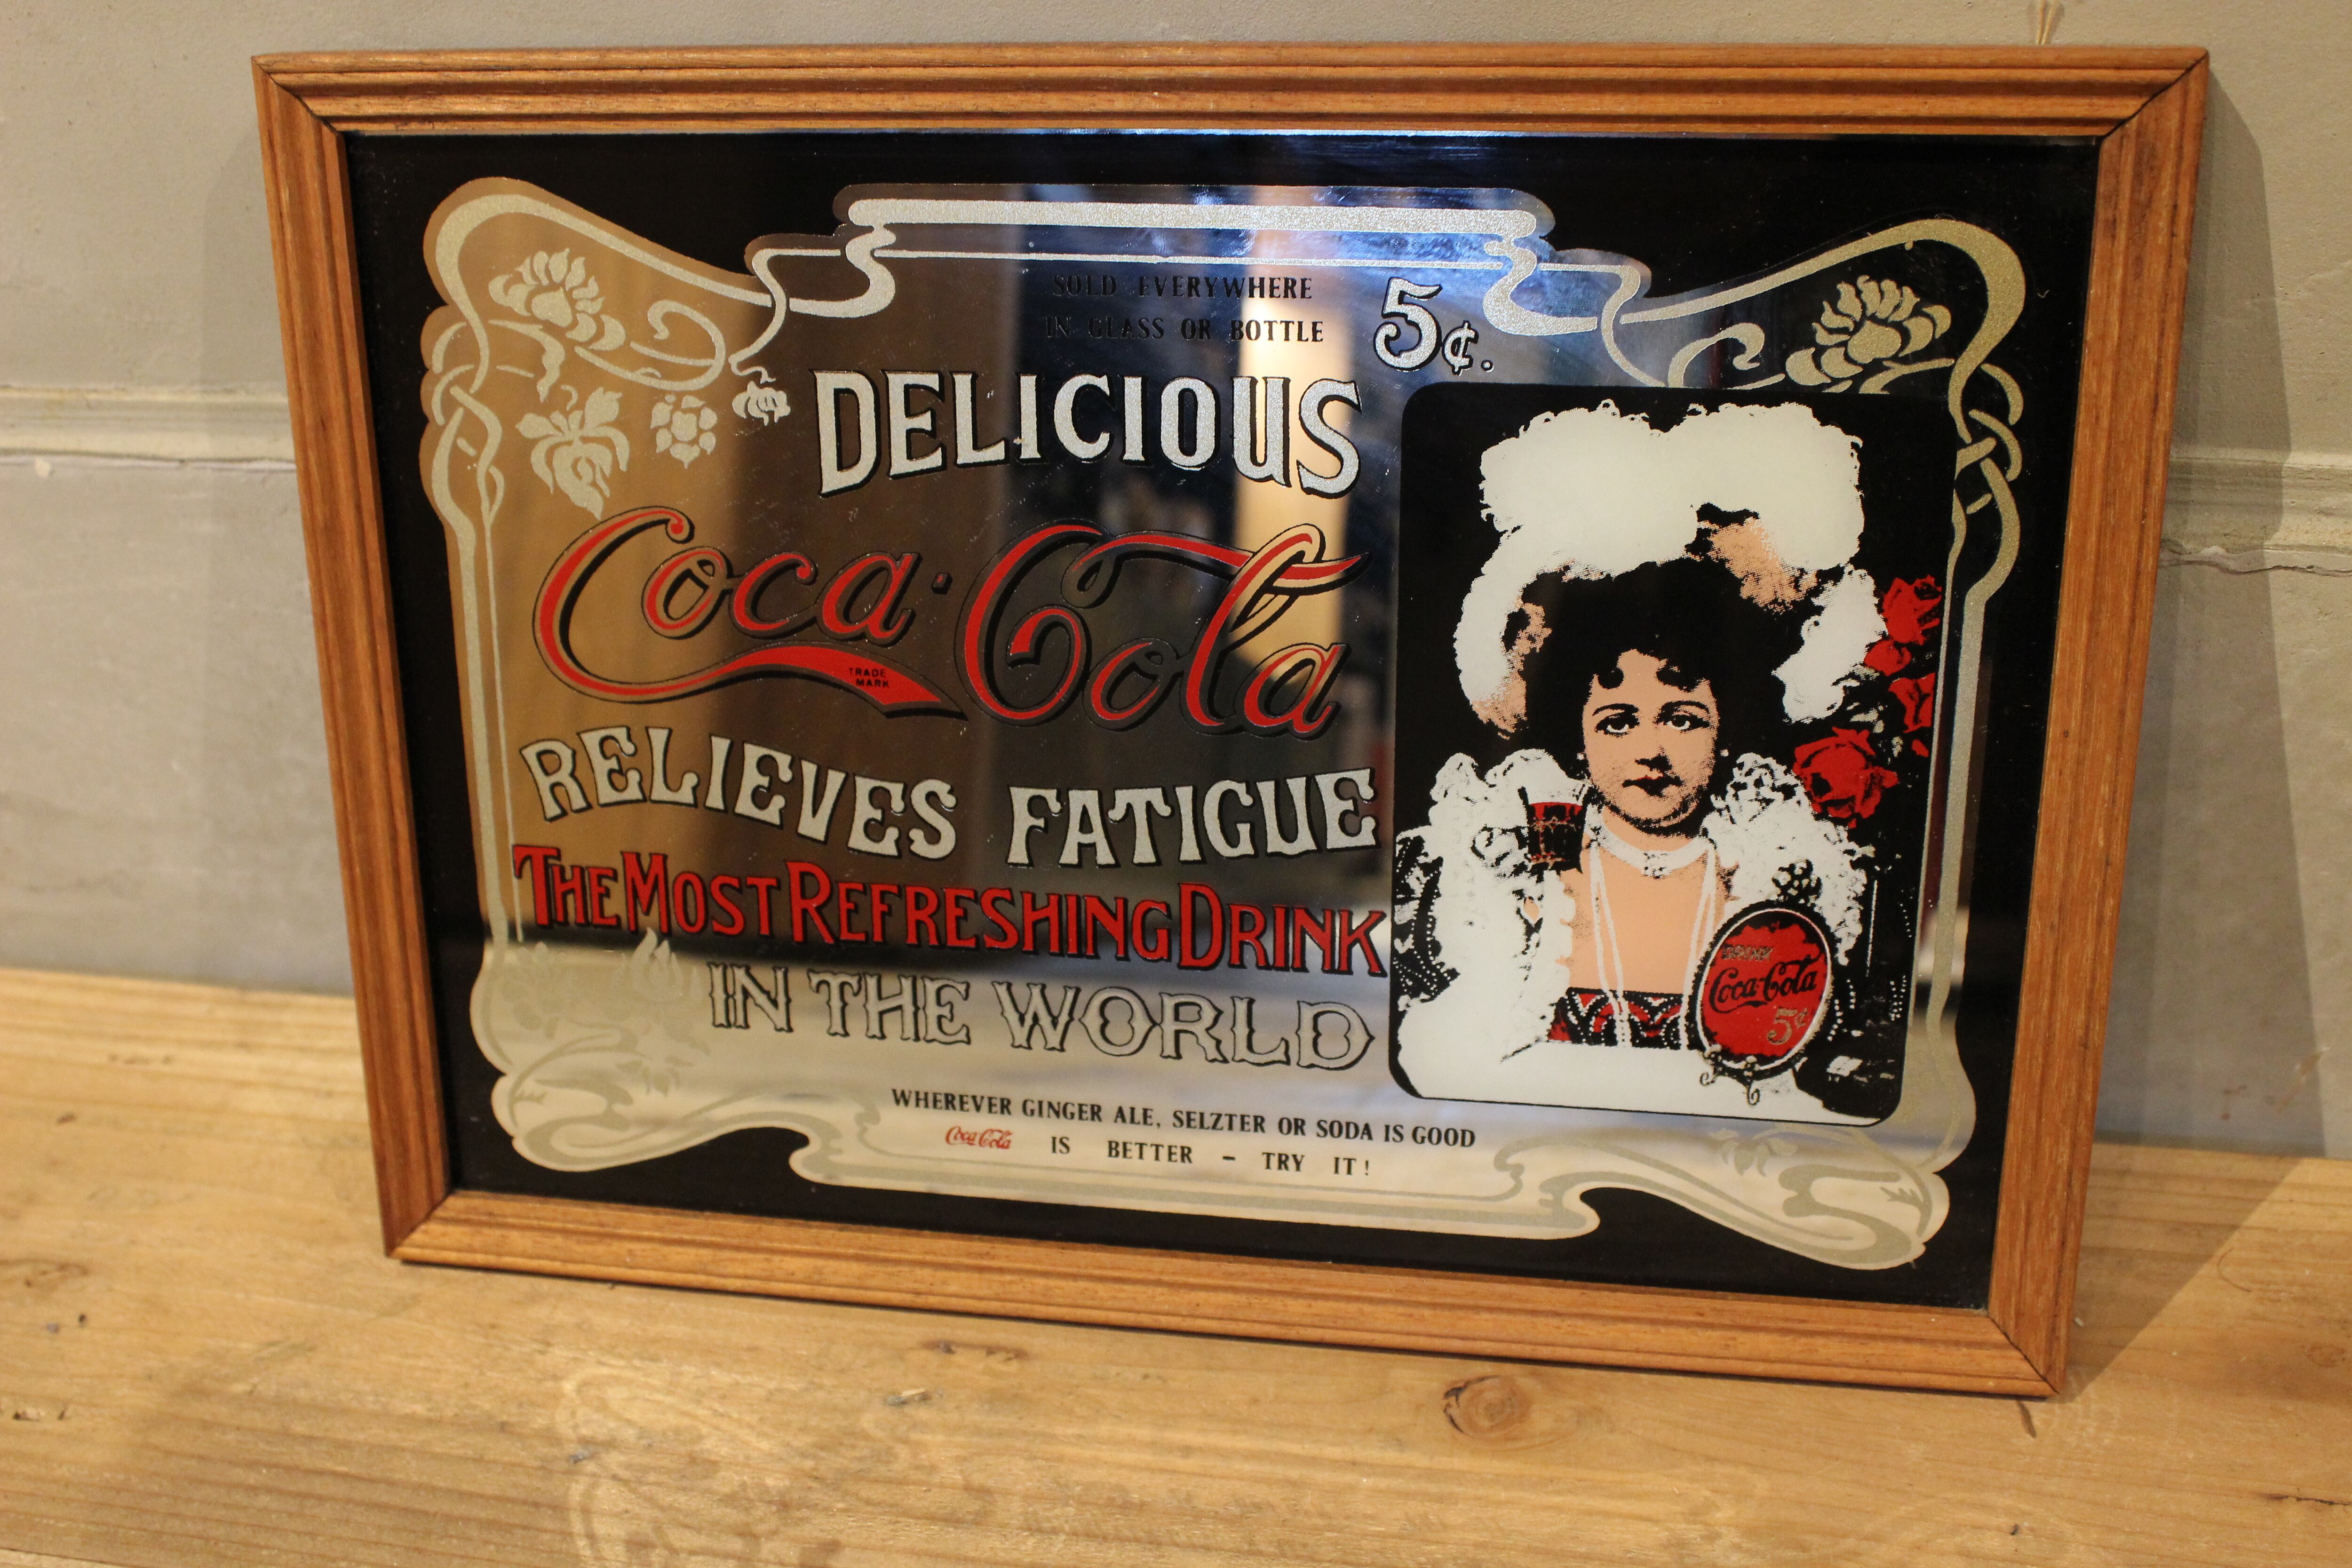 SOLD EVERYWHERE
IN GLASS OR BOTTLE
5¢.
DELICIOUS
Coca-Cola
TRADE
MARK
RELIEVES FATIGUE
THE MOST REFRESHING DRINK
IN THE WORLD
DRINK
Coca-Cola
5¢
WHEREVER GINGER ALE, SELZTER OR SODA IS GOOD
Coca-Cola IS BETTER - TRY IT!